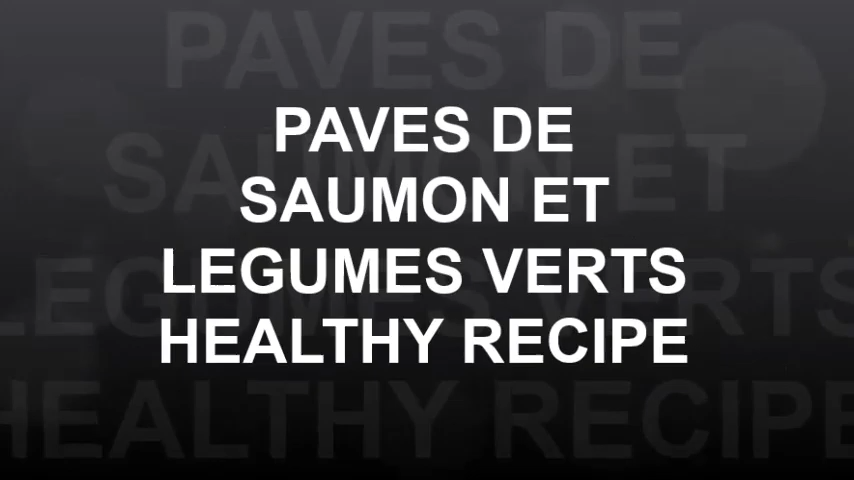 PAVES DE
SAUMON ET
LEGUMES VERTS
HEALTHY RECIPE